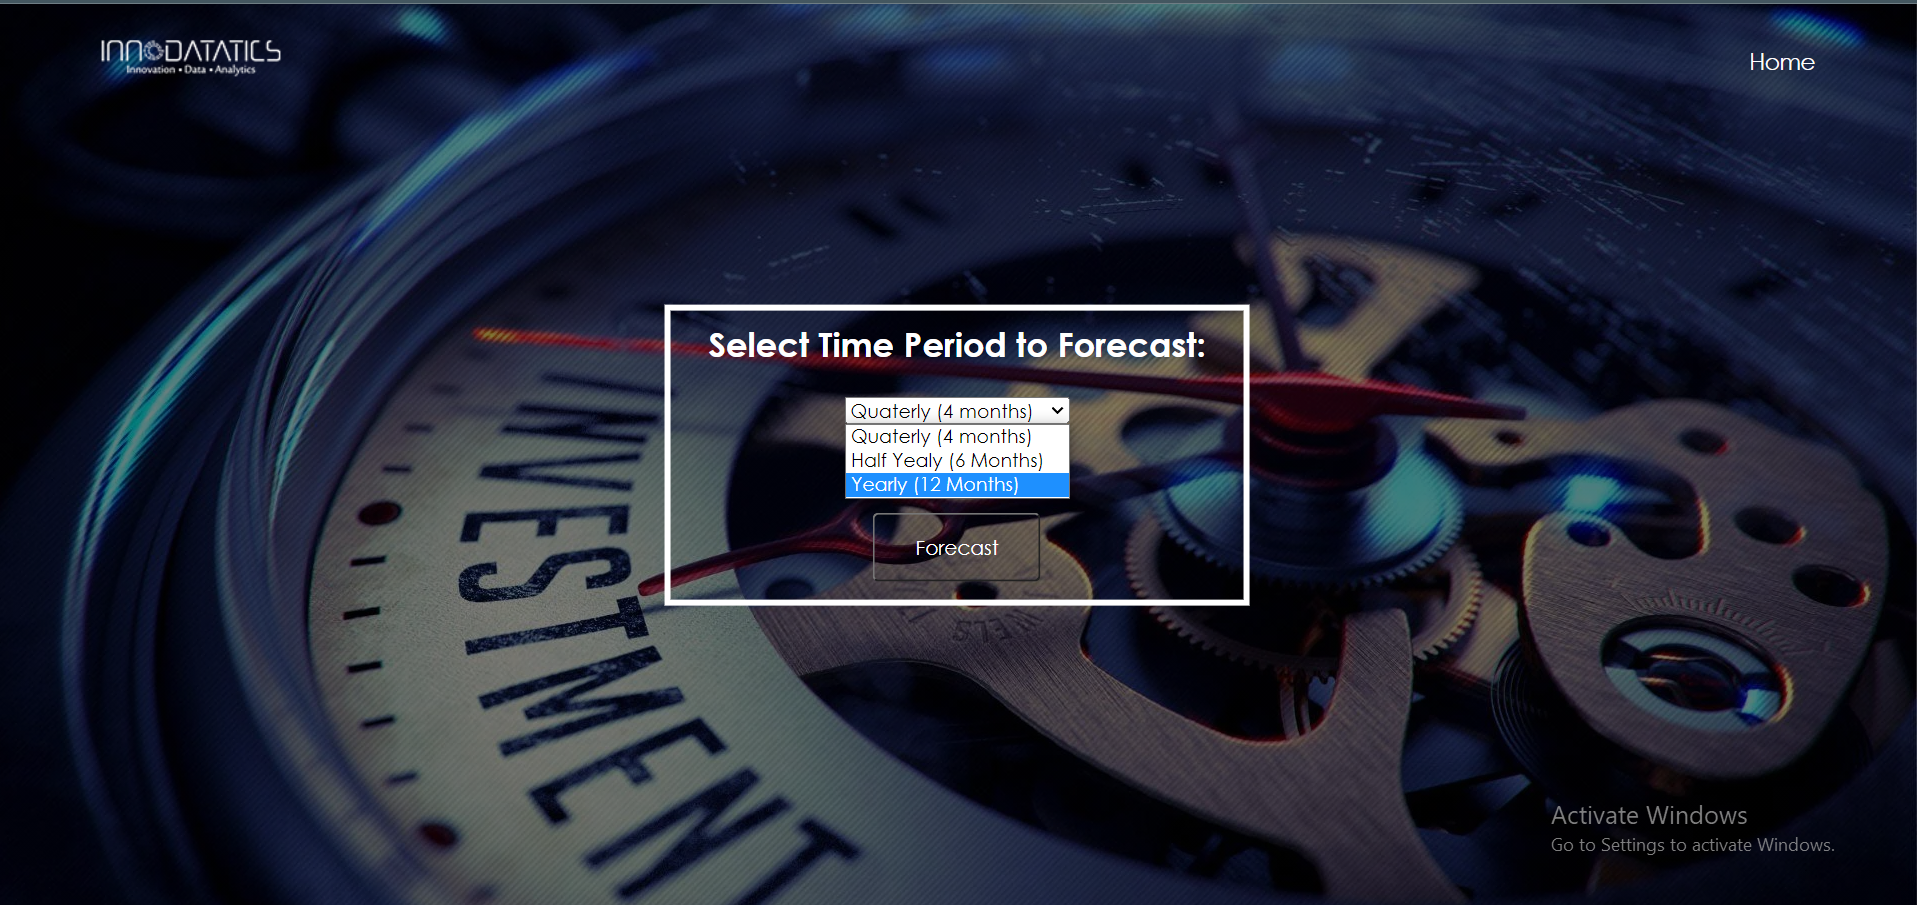 INNODATATICS
Innovation • Data • Analytics
Home
Select Time Period to Forecast:
Quaterly (4 months)
Quaterly (4 months)
Half Yealy (6 Months)
Yearly (12 Months)
Forecast
INVESTMENT
Activate Windows
Go to Settings to activate Windows.